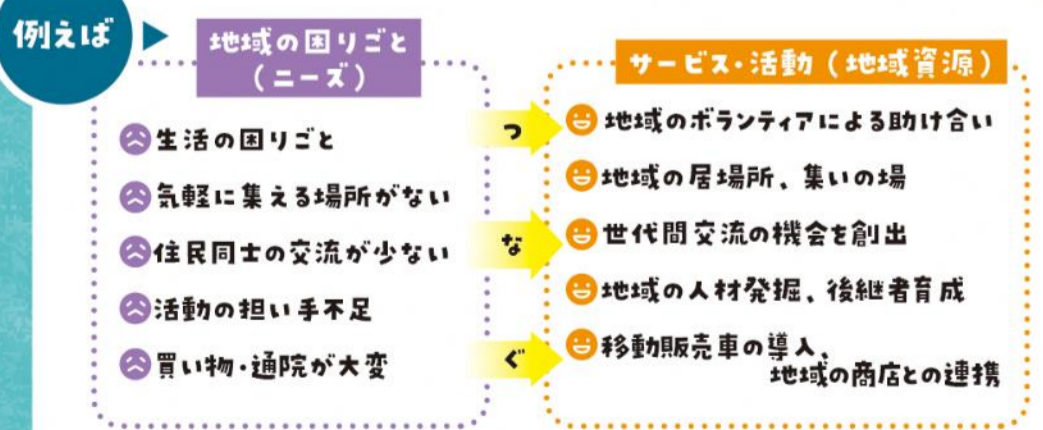 例えば
地域の困りごと
（ニーズ）
生活の困りごと
気軽に集える場所がない
住民同士の交流が少ない
活動の担い手不足
買い物・通院が大変
つ
な
ぐ
サービス・活動（地域資源）
地域のボランティアによる助け合い
地域の居場所、集いの場
世代間交流の機会を創出
地域の人材発掘、後継者育成
移動販売車の導入、
地域の商店との連携